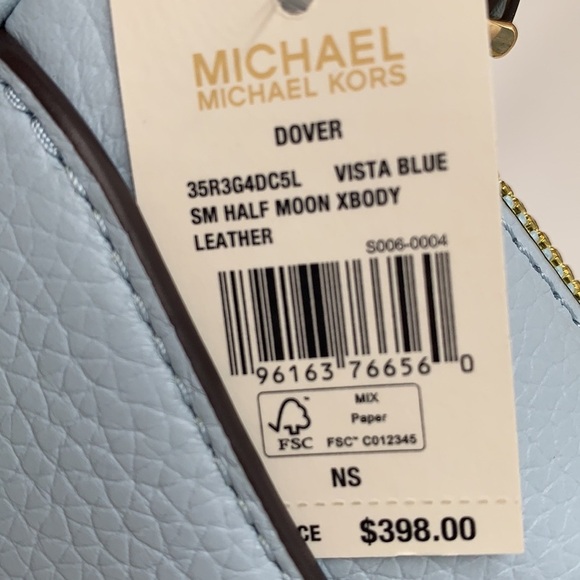 MICHAEL
MICHAEL KORS
DOVER
35R3G4DC5L VISTA BLUE
SM HALF MOON XBODY
LEATHER
S006-0004
96163 76656 0
MIX
Paper
FSC
FSC™ C012345
NS
$398.00